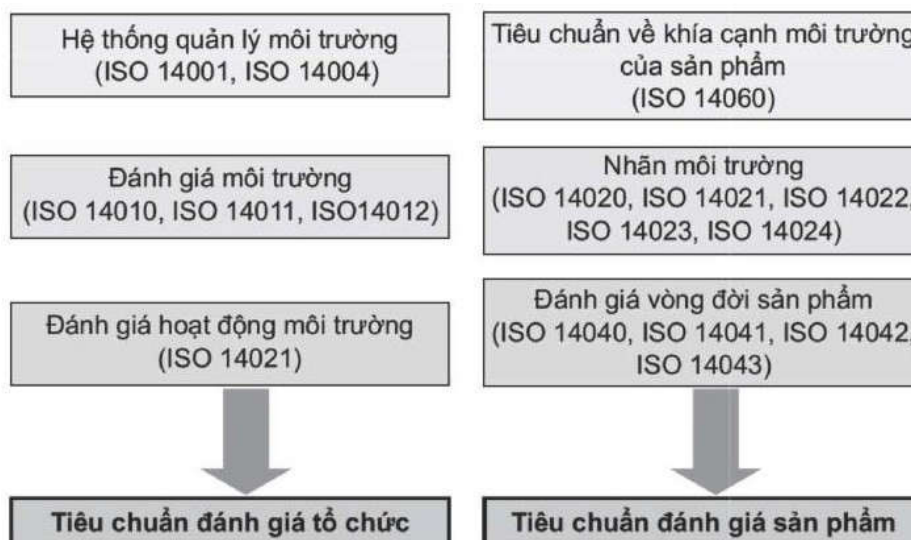 Hệ thống quản lý môi trường
(ISO 14001, ISO 14004)
Đánh giá môi trường
(ISO 14010, ISO 14011, ISO14012)
Đánh giá hoạt động môi trường
(ISO 14021)
Tiêu chuẩn đánh giá tổ chức
Tiêu chuẩn về khía cạnh môi trường
của sản phẩm
(ISO 14060)
Nhãn môi trường
(ISO 14020, ISO 14021, ISO 14022,
ISO 14023, ISO 14024)
Đánh giá vòng đời sản phẩm
(ISO 14040, ISO 14041, ISO 14042,
ISO 14043)
Tiêu chuẩn đánh giá sản phẩm